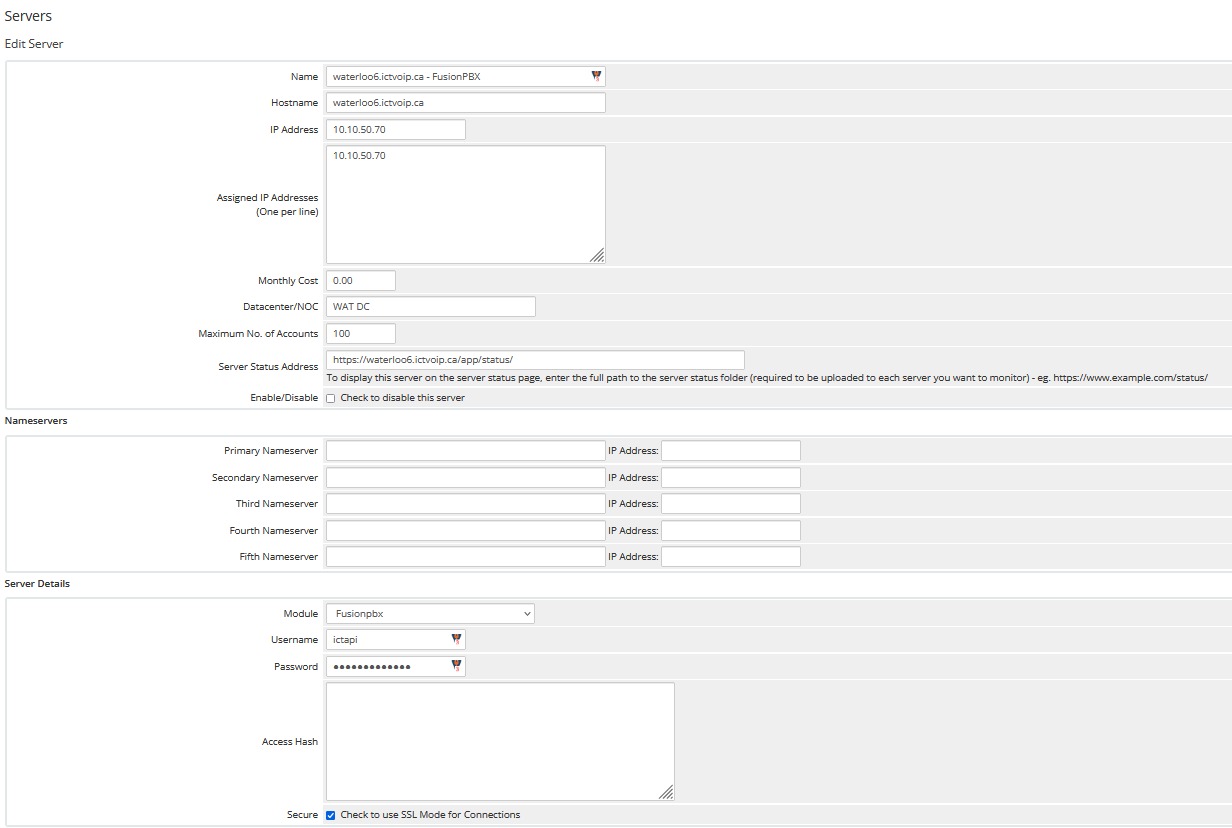 Servers
Edit Server
Name waterloo6.ictvoip.ca - FusionPBX
Hostname waterloo6.ictvoip.ca
IP Address 10.10.50.70
Assigned IP Addresses
(One per line)
10.10.50.70
Monthly Cost 0.00
Datacenter/NOC WAT DC
Maximum No. of Accounts 100
Server Status Address https://waterloo6.ictvoip.ca/app/status/
To display this server on the server status page, enter the full path to the server status folder (required to be uploaded to each server you want to monitor) - eg. https://www.example.com/status/
Enable/Disable Check to disable this server
Nameservers
Primary Nameserver IP Address:
Secondary Nameserver IP Address:
Third Nameserver IP Address:
Fourth Nameserver IP Address:
Fifth Nameserver IP Address:
Server Details
Module Fusionpbx
Username ictapi
Password •••••••••••••
Access Hash
Secure Check to use SSL Mode for Connections